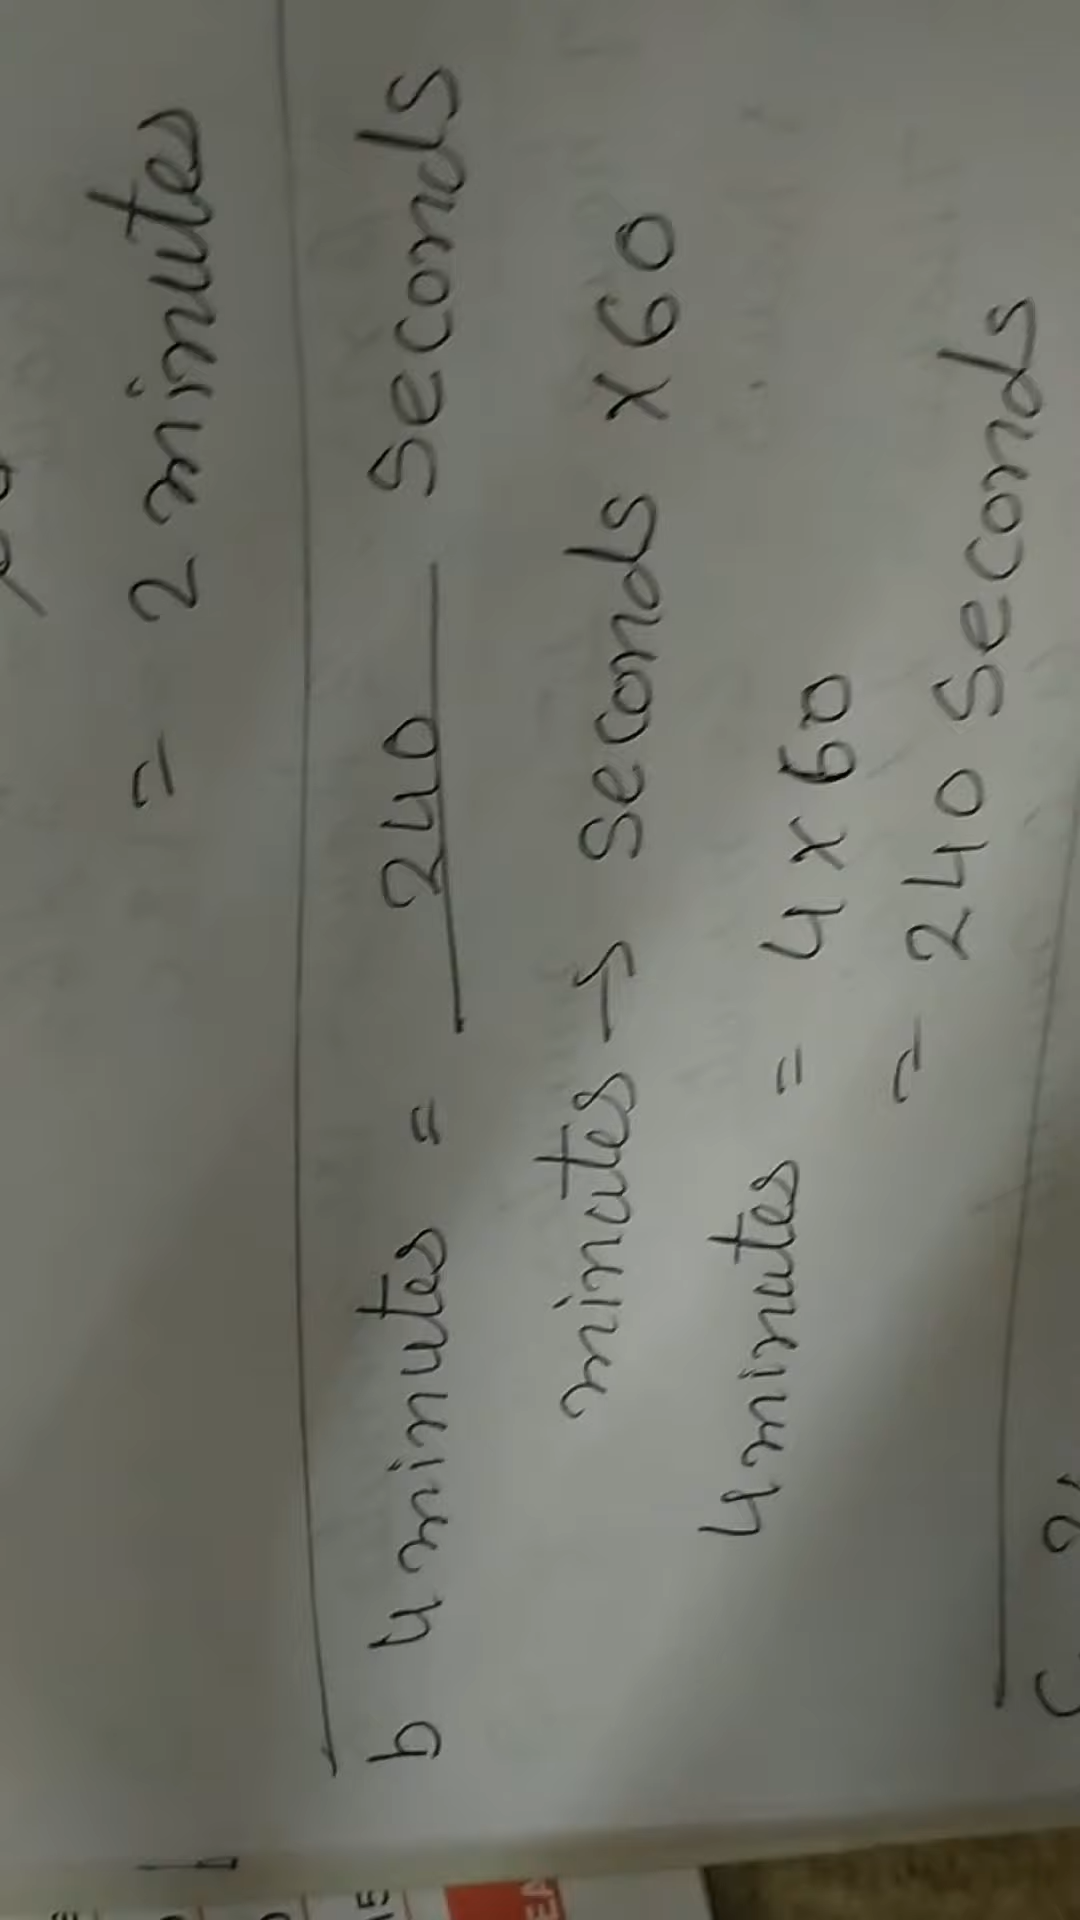 = 2 minutes
b 4 minutes = 240 Seconds
minutes → Seconds × 60
4 minutes = 4 × 60
= 240 Seconds